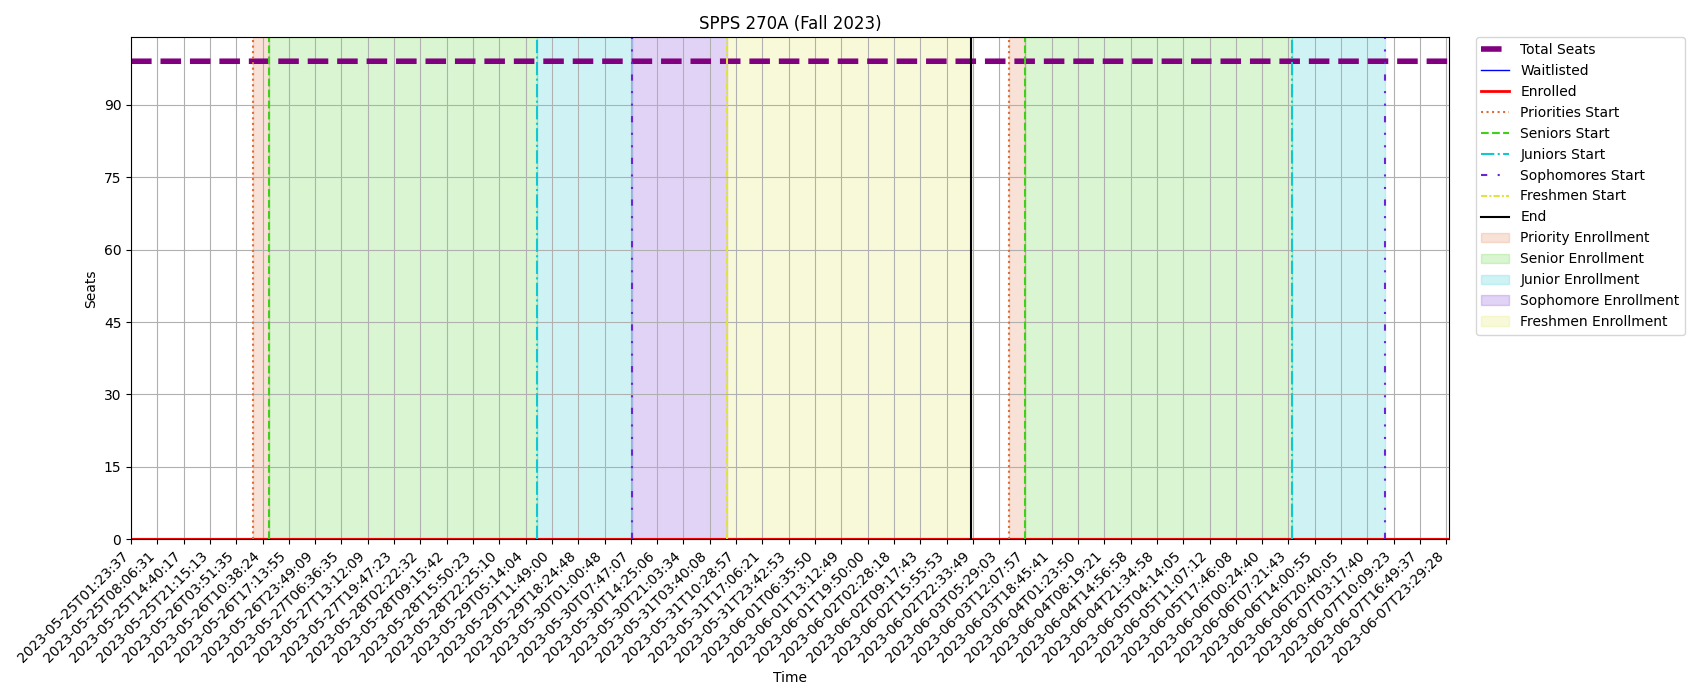 SPPS 270A (Fall 2023)
Total Seats
Waitlisted
Enrolled
Priorities Start
Seniors Start
Juniors Start
Sophomores Start
Freshmen Start
End
Priority Enrollment
Senior Enrollment
Junior Enrollment
Sophomore Enrollment
Freshmen Enrollment
Seats
90
75
60
45
30
15
0
2023-05-25T01:23:37
2023-05-25T08:06:31
2023-05-25T14:40:17
2023-05-25T21:15:13
2023-05-26T03:51:35
2023-05-26T10:38:24
2023-05-26T17:13:55
2023-05-26T23:49:09
2023-05-27T06:36:35
2023-05-27T13:12:09
2023-05-27T19:47:23
2023-05-28T02:22:32
2023-05-28T09:15:42
2023-05-28T15:50:23
2023-05-28T22:25:10
2023-05-29T05:14:04
2023-05-29T11:49:00
2023-05-29T18:24:48
2023-05-30T01:00:48
2023-05-30T07:47:07
2023-05-30T14:25:06
2023-05-30T21:03:34
2023-05-31T03:40:08
2023-05-31T10:28:57
2023-05-31T17:06:21
2023-05-31T23:42:53
2023-06-01T06:35:50
2023-06-01T13:12:49
2023-06-01T19:50:00
2023-06-02T02:28:18
2023-06-02T09:17:43
2023-06-02T15:55:53
2023-06-02T22:33:49
2023-06-03T05:29:03
2023-06-03T12:07:57
2023-06-03T18:45:41
2023-06-04T01:23:50
2023-06-04T08:19:21
2023-06-04T14:56:58
2023-06-04T21:34:58
2023-06-05T04:14:05
2023-06-05T11:07:12
2023-06-05T17:46:08
2023-06-06T00:24:40
2023-06-06T07:21:43
2023-06-06T14:00:55
2023-06-06T20:40:05
2023-06-07T03:17:40
2023-06-07T10:09:23
2023-06-07T16:49:37
2023-06-07T23:29:28
Time